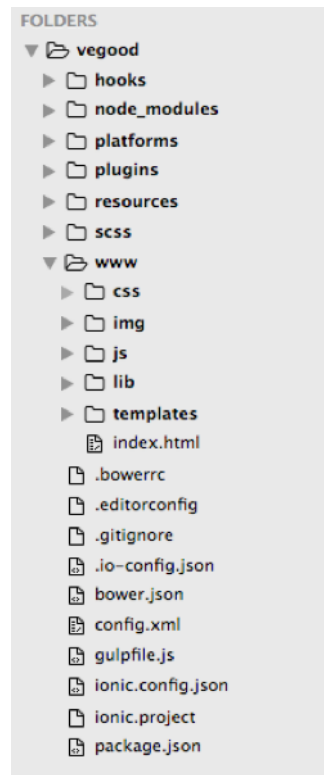 FOLDERS
vegood
hooks
node_modules
platforms
plugins
resources
scss
www
css
img
js
lib
templates
index.html
.bowerrc
.editorconfig
.gitignore
.io-config.json
bower.json
config.xml
gulpfile.js
ionic.config.json
ionic.project
package.json